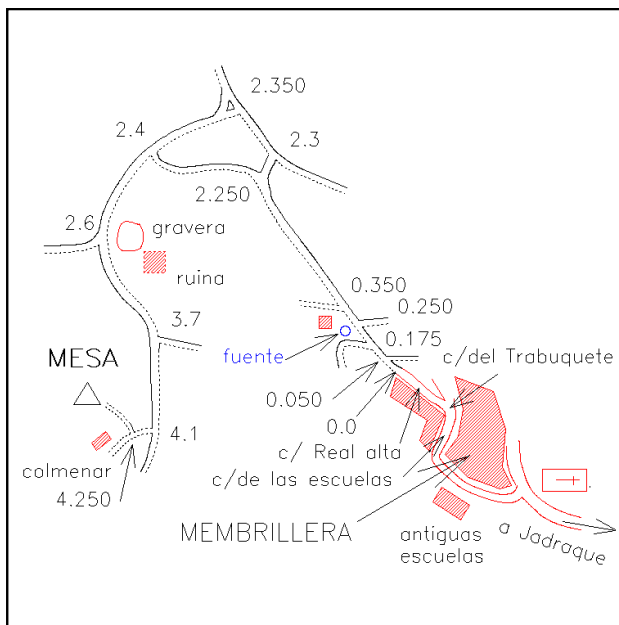 2.350
2.4
2.3
2.250
2.6
gravera
ruina
0.350
0.250
3.7
0.175
fuente
c/del Trabuquete
MESA
0.050
0.0
4.1
c/ Real alta
colmenar
c/de las escuelas
4.250
MEMBRILLERA
antiguas
escuelas
a Jadraque